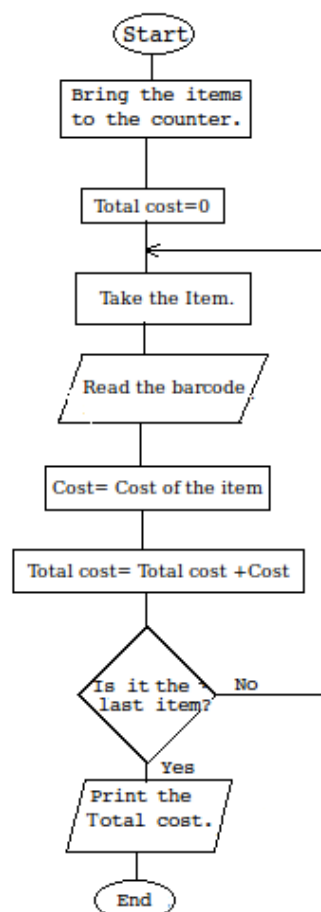 Start
Bring the items
to the counter.
Total cost=0
Take the Item.
Read the barcode
Cost= Cost of the item
Total cost= Total cost +Cost
Is it the
last item?
No
Yes
Print the
Total cost.
End